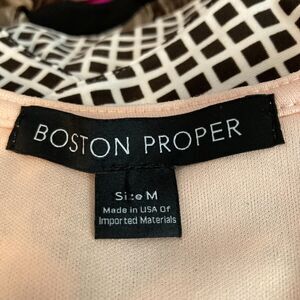 BOSTON PROPER
Size M
Made in USA Of
Imported Materials